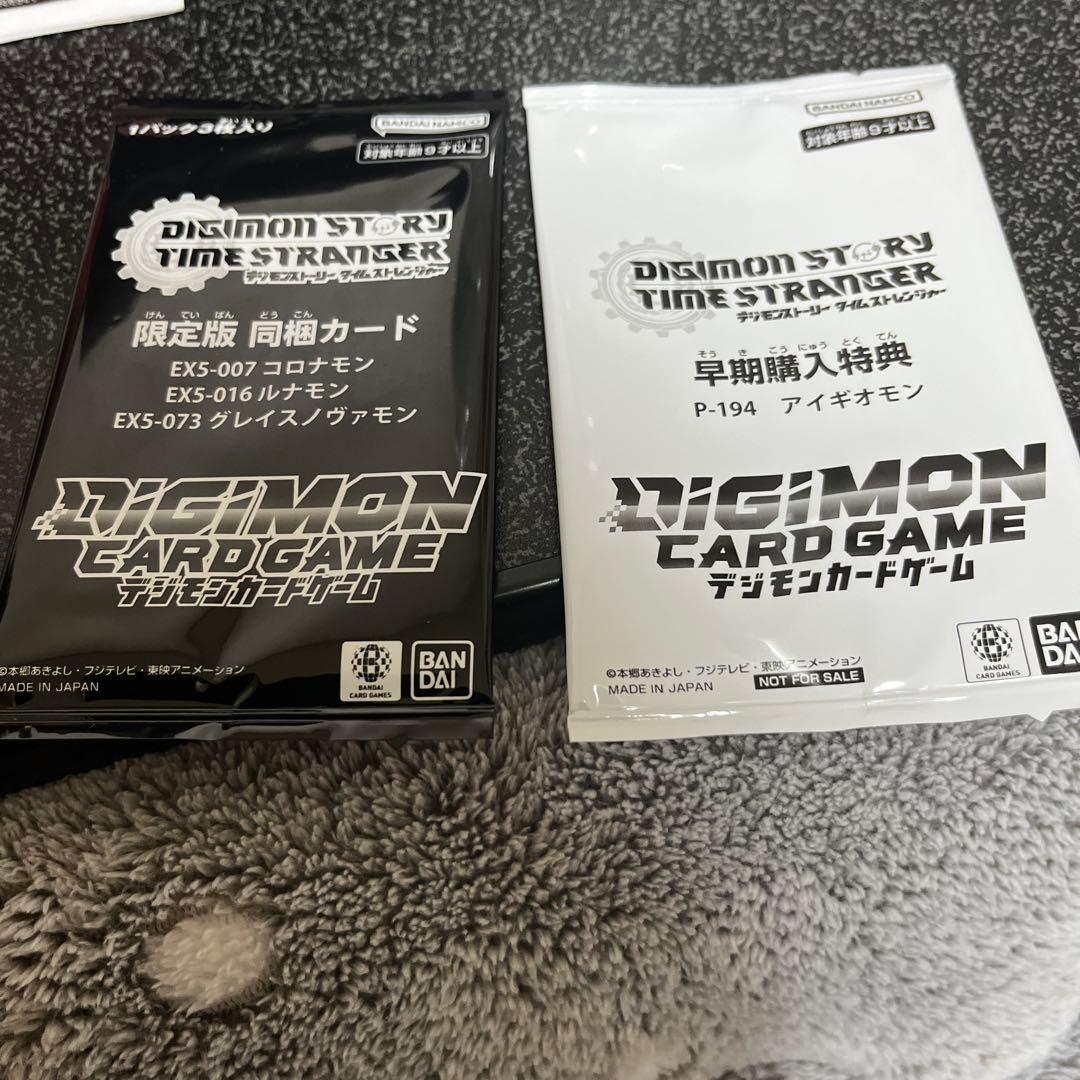 1パック3枚入り
BANDAI NAMCO
対象年齢9才以上
DIGIMON STORY
TIME STRANGER
デジモンストーリー タイムストレンジャー
げん てい ばん どう こん
限定版 同梱カード
EX5-007 コロナモン
EX5-016 ルナモン
EX5-073 グレイスノヴァモン
DIGIMON
CARD GAME
デジモンカードゲーム
©本郷あきよし・フジテレビ・東映アニメーション
MADE IN JAPAN
BANDAI
CARD GAMES
BAN
DAI
BANDAI NAMCO
対象年齢9才以上
DIGIMON STORY
TIME STRANGER
デジモンストーリー タイムストレンジャー
そう き こう にゅう とく てん
早期購入特典
P-194 アイギオモン
DIGIMON
CARD GAME
デジモンカードゲーム
©本郷あきよし・フジテレビ・東映アニメーション
MADE IN JAPAN
NOT FOR SALE
BANDAI
CARD GAMES
BAN
DAI